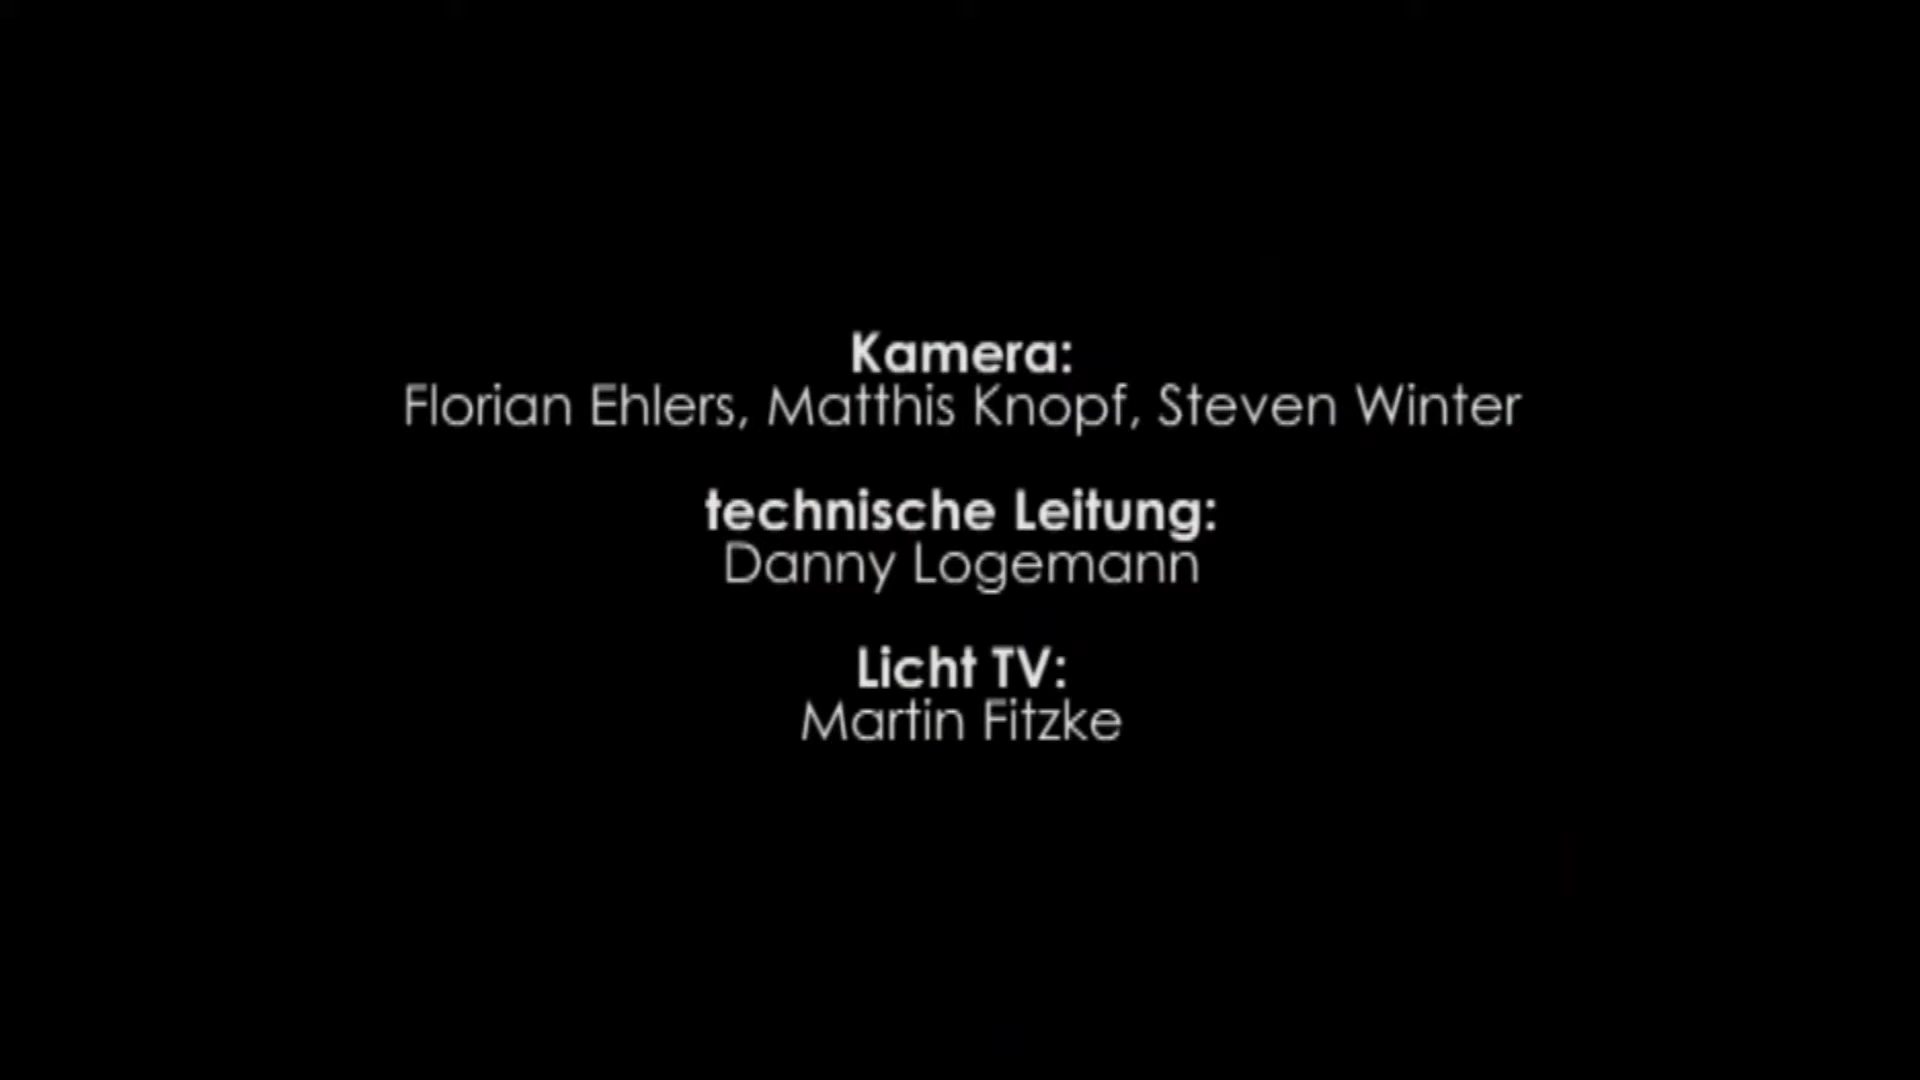 Kamera:
Florian Ehlers, Matthis Knopf, Steven Winter
technische Leitung:
Danny Logemann
Licht TV:
Martin Fitzke